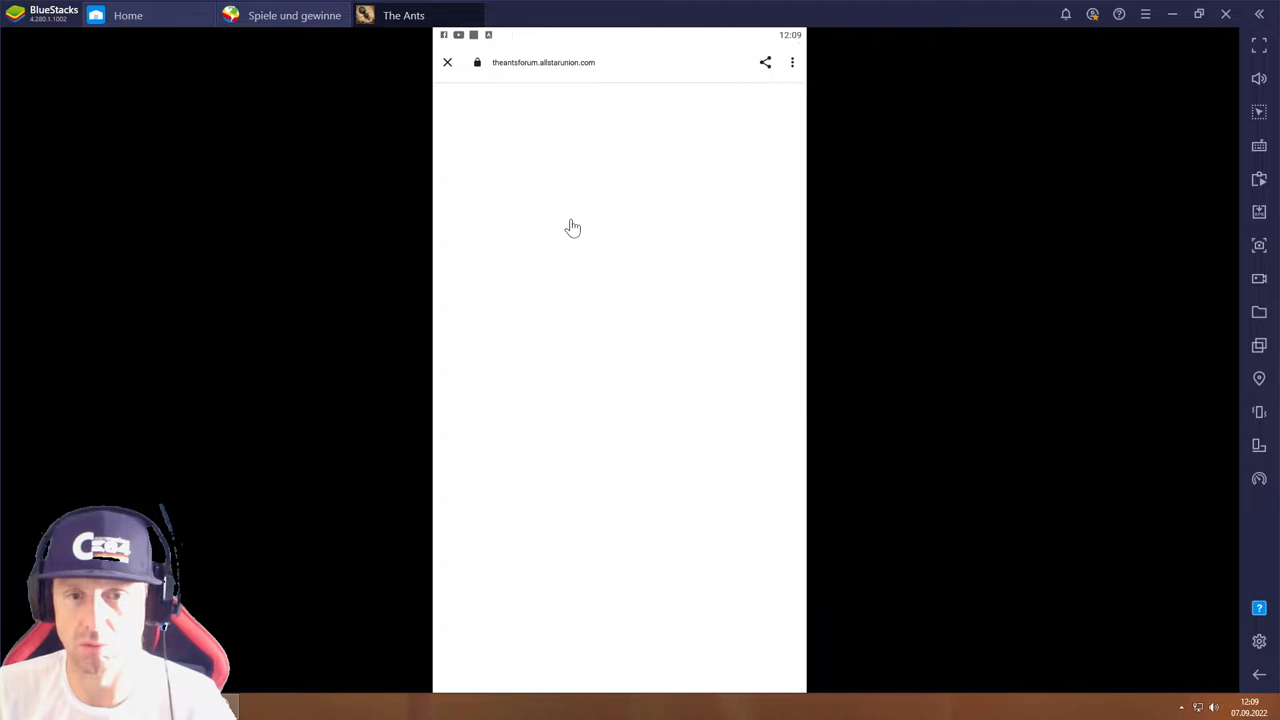 BlueStacks
4.280.1.1002
Home
Spiele und gewinne
The Ants
12:09
theantsforum.allstarunion.com
12:09
07.09.2022